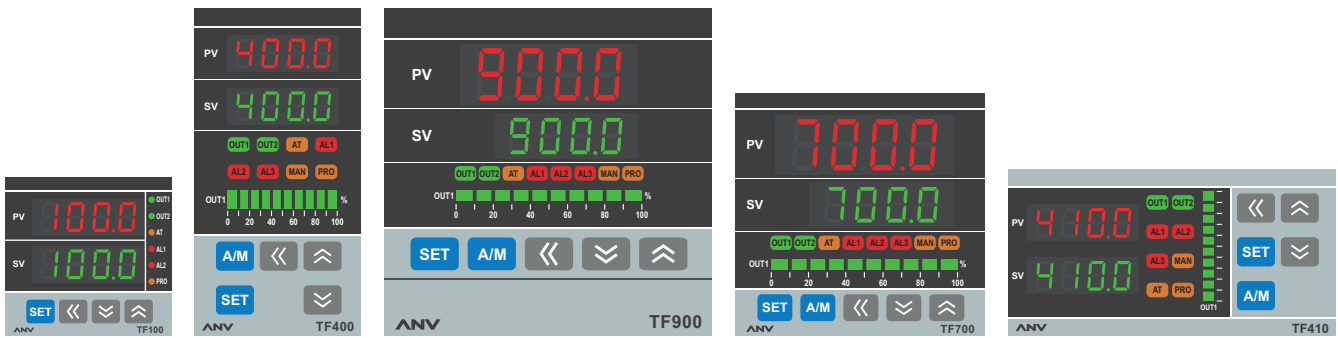 PV 100.0
OUT1
OUT2
AT
SV 100.0
AL1
AL2
PRO
SET
ANV TF100
PV 400.0
SV 400.0
OUT1 OUT2 AT AL1
AL2 AL3 MAN PRO
OUT1 %
0 20 40 60 80 100
A/M
SET
ANV TF400
PV 900.0
SV 900.0
OUT1 OUT2 AT AL1 AL2 AL3 MAN PRO
OUT1 %
0 20 40 60 80 100
SET A/M
ANV TF900
PV 700.0
SV 700.0
OUT1 OUT2 AT AL1 AL2 AL3 MAN PRO
OUT1 %
0 20 40 60 80 100
SET A/M
ANV TF700
PV 410.0
OUT1 OUT2
AL1 AL2
SV 410.0
AL3 MAN
AT PRO
OUT1
SET
A/M
ANV TF410